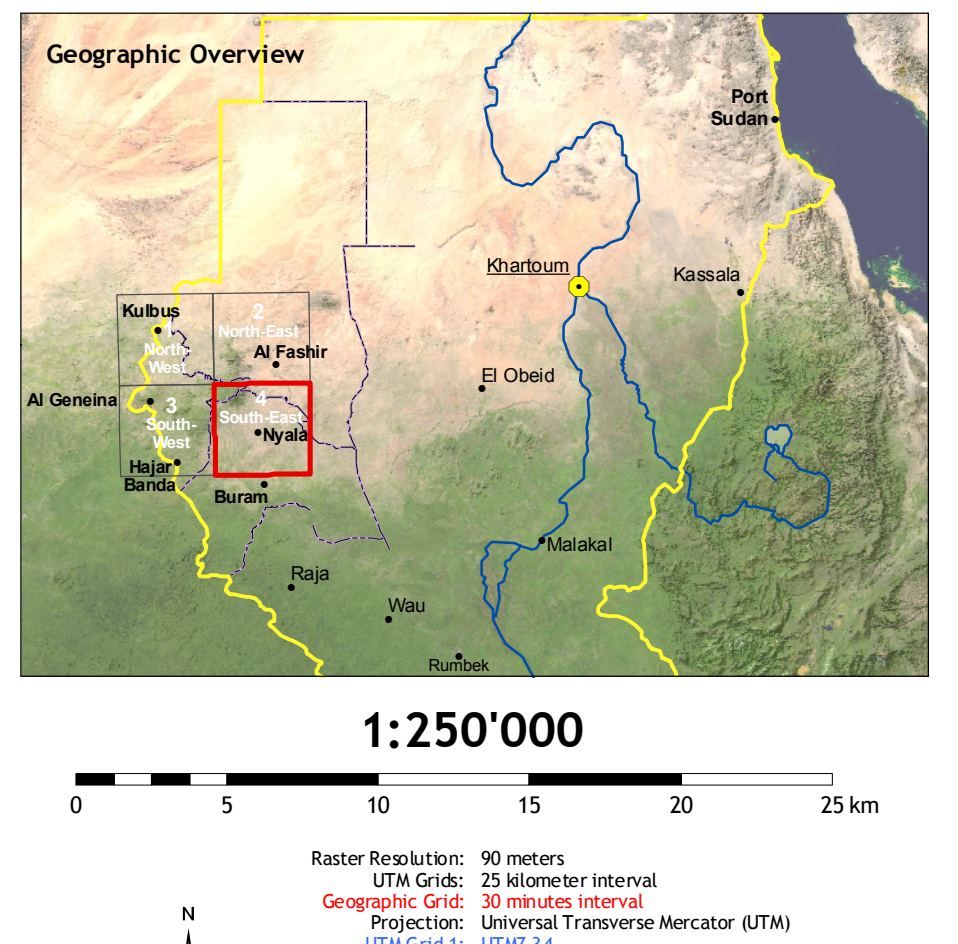 Geographic Overview
Port
Sudan
Khartoum
Kassala
Kulbus
1
North-
West
2
North-East
Al Fashir
El Obeid
Al Geneina
3
South-
West
4
South-East
Nyala
Hajar
Banda
Buram
Malakal
Raja
Wau
Rumbek
1:250'000
0 5 10 15 20 25 km
Raster Resolution: 90 meters
UTM Grids: 25 kilometer interval
Geographic Grid: 30 minutes interval
Projection: Universal Transverse Mercator (UTM)
N